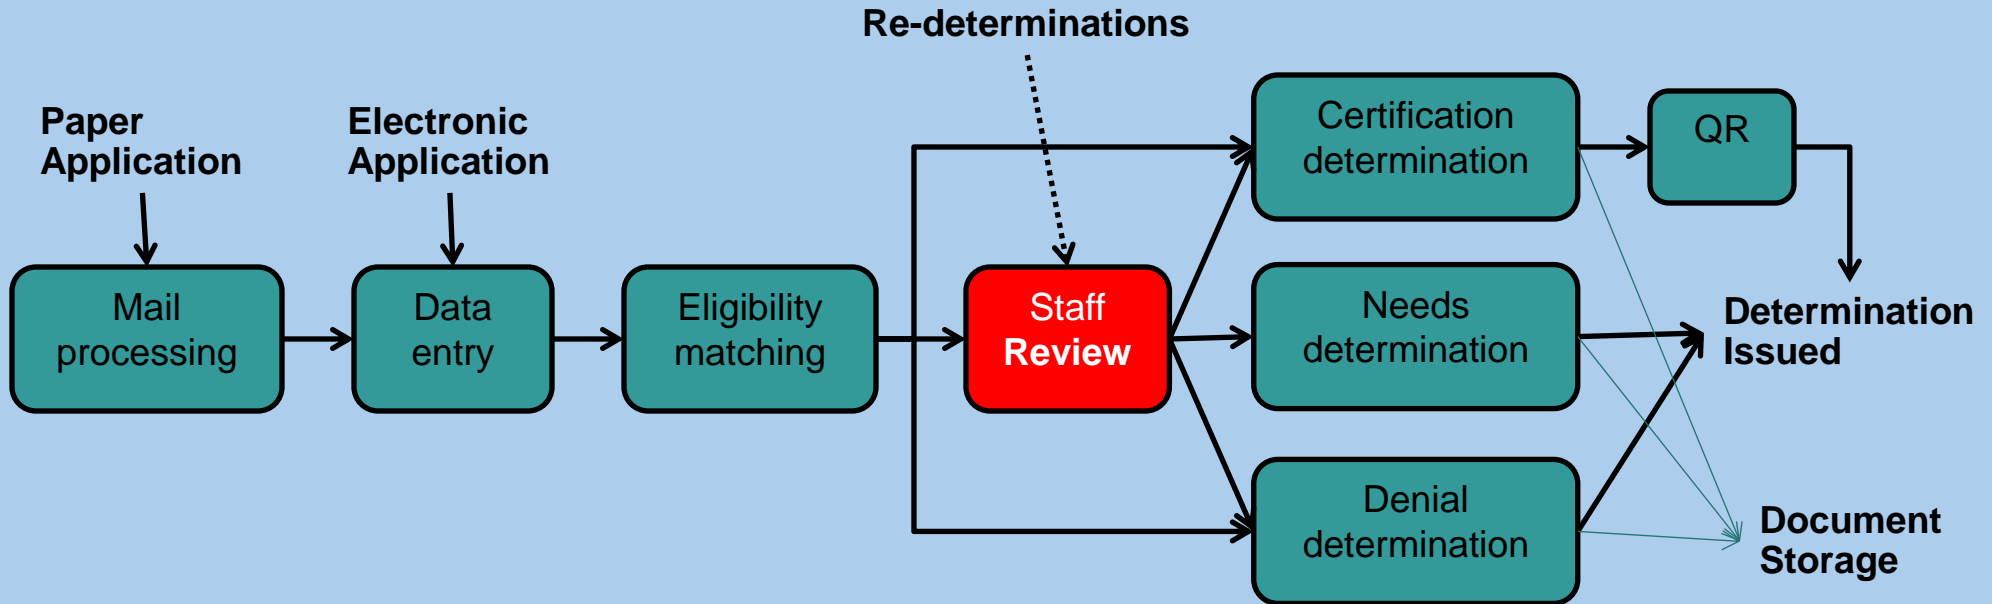 Re-determinations
Paper
Application
Electronic
Application
Certification
determination
QR
Mail
processing
Data
entry
Eligibility
matching
Staff
Review
Needs
determination
Determination
Issued
Denial
determination
Document
Storage